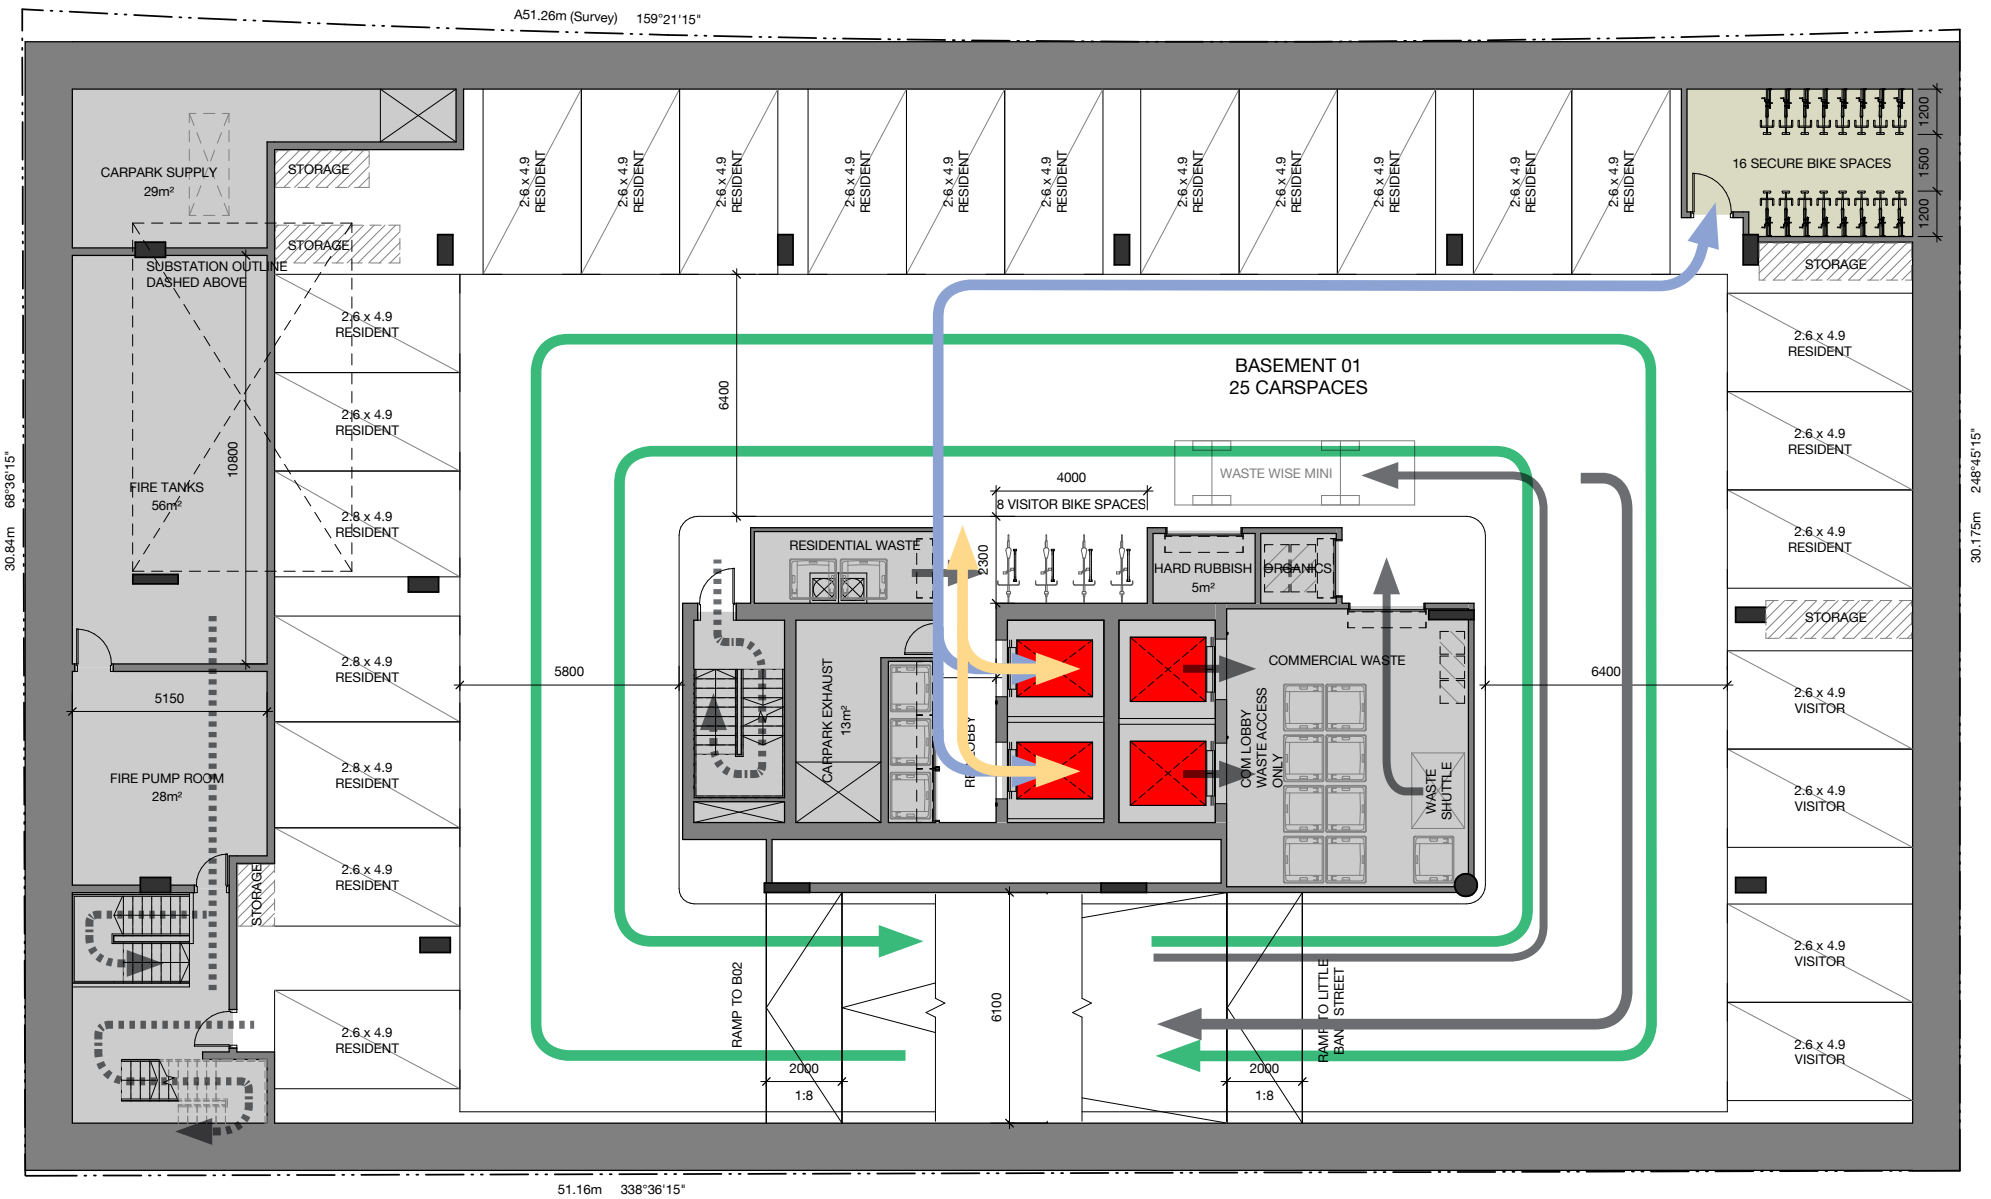 A51.26m (Survey) 159°21'15"
CARPARK SUPPLY
29m²
STORAGE
STORAGE
SUBSTATION OUTLINE
DASHED ABOVE
2.6 x 4.9
RESIDENT
2.6 x 4.9
RESIDENT
2.6 x 4.9
RESIDENT
2.6 x 4.9
RESIDENT
2.6 x 4.9
RESIDENT
2.6 x 4.9
RESIDENT
2.6 x 4.9
RESIDENT
2.6 x 4.9
RESIDENT
2.6 x 4.9
RESIDENT
2.6 x 4.9
RESIDENT
2.6 x 4.9
RESIDENT
16 SECURE BIKE SPACES
1200
1500
1200
STORAGE
2.6 x 4.9
RESIDENT
2.6 x 4.9
RESIDENT
2.8 x 4.9
RESIDENT
2.8 x 4.9
RESIDENT
2.8 x 4.9
RESIDENT
2.6 x 4.9
RESIDENT
2.6 x 4.9
RESIDENT
STORAGE
10800
FIRE TANKS
56m²
5150
FIRE PUMP ROOM
28m²
30.84m 68°36'15"
6400
BASEMENT 01
25 CARSPACES
WASTE WISE MINI
4000
8 VISITOR BIKE SPACES
2300
RESIDENTIAL WASTE
HARD RUBBISH
5m²
ORGANICS
5800
CARPARK EXHAUST
13m²
COMMERCIAL WASTE
COM LOBBY
WASTE ACCESS
ONLY
WASTE
SHUTTLE
6400
2.6 x 4.9
RESIDENT
2.6 x 4.9
RESIDENT
2.6 x 4.9
RESIDENT
STORAGE
2.6 x 4.9
VISITOR
2.6 x 4.9
VISITOR
2.6 x 4.9
VISITOR
2.6 x 4.9
VISITOR
30.175m 248°45'15"
RAMP TO B02
2000
1:8
6100
RAMP TO LITTLE
STREET
2000
1:8
51.16m 338°36'15"